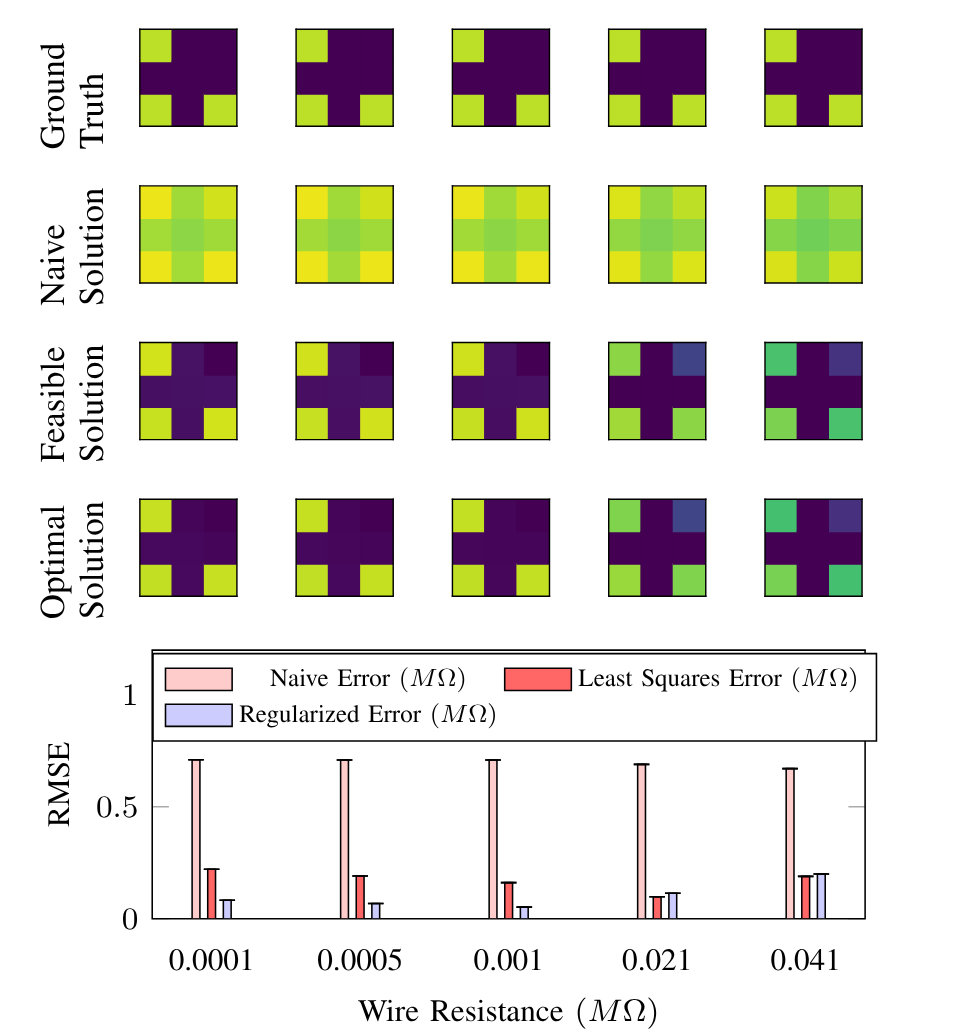 Ground
Truth
Naive
Solution
Feasible
Solution
Optimal
Solution
Naive Error (MΩ)
Least Squares Error (MΩ)
Regularized Error (MΩ)
1
0.5
0
RMSE
0.0001 0.0005 0.001 0.021 0.041
Wire Resistance (MΩ)